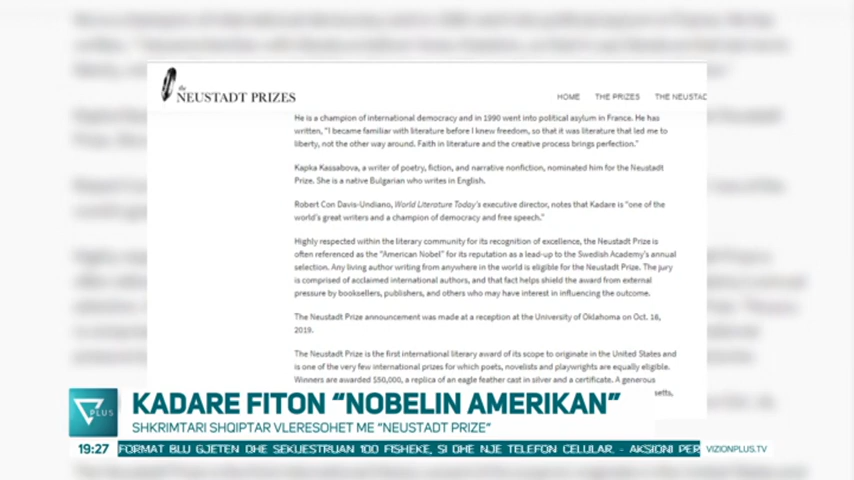 the
NEUSTADT PRIZES
HOME THE PRIZES THE NEUSTAD
He is a champion of international democracy and in 1990 went into political asylum in France. He has
written, "I became familiar with literature before I knew freedom, so that it was literature that led me to
liberty, not the other way around. Faith in literature and the creative process brings perfection."
Kapka Kassabova, a writer of poetry, fiction, and narrative nonfiction, nominated him for the Neustadt
Prize. She is a native Bulgarian who writes in English.
Robert Con Davis-Undiano, World Literature Today's executive director, notes that Kadare is "one of the
world's great writers and a champion of democracy and free speech."
Highly respected within the literary community for its recognition of excellence, the Neustadt Prize is
often referenced as the "American Nobel" for its reputation as a lead-up to the Swedish Academy's annual
selection. Any living author writing from anywhere in the world is eligible for the Neustadt Prize. The jury
is comprised of acclaimed international authors, and that fact helps shield the award from external
pressure by booksellers, publishers, and others who may have interest in influencing the outcome.
The Neustadt Prize announcement was made at a reception at the University of Oklahoma on Oct. 16,
2019.
The Neustadt Prize is the first international literary award of its scope to originate in the United States and
is one of the very few international prizes for which poets, novelists and playwrights are equally eligible.
Winners are awarded $50,000, a replica of an eagle feather cast in silver and a certificate. A generous
setts,
PLUS
KADARE FITON "NOBELIN AMERIKAN"
SHKRIMTARI SHQIPTAR VLERESOHET ME "NEUSTADT PRIZE"
19:27 FORMAT BLU GJETEN DHE SEKUESTRUAN 100 FISHEKE, SI DHE NJE TELEFON CELULAR. - AKSIONI PER VIZIONPLUS.TV